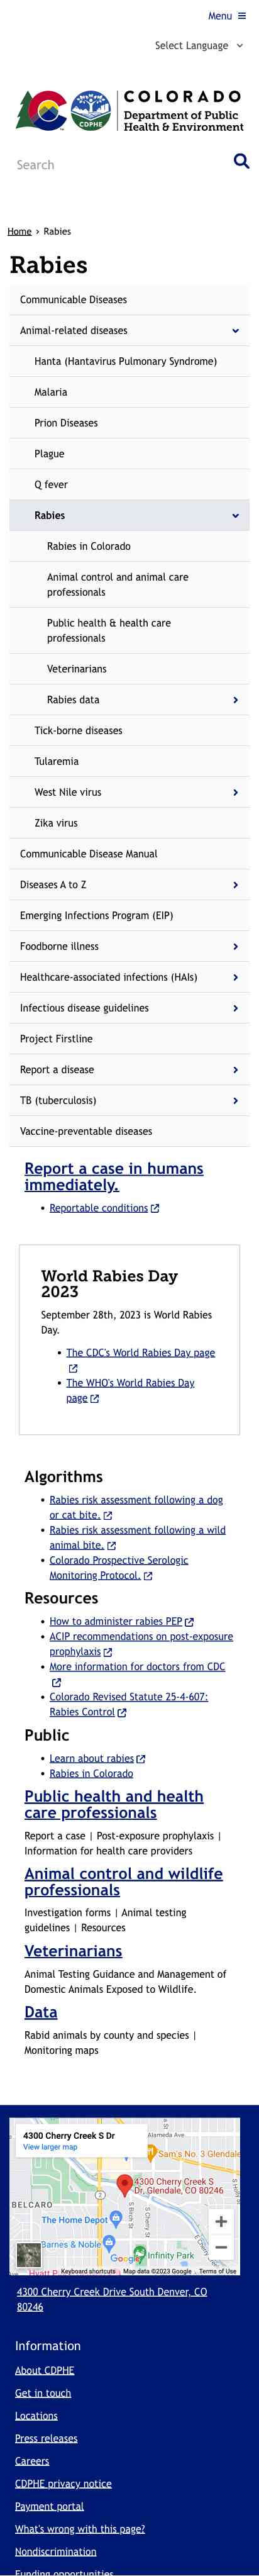 Menu
Select Language
CDPHE
COLORADO
Department of Public
Health & Environment
Search
Home › Rabies
Rabies
Communicable Diseases
Animal-related diseases
Hanta (Hantavirus Pulmonary Syndrome)
Malaria
Prion Diseases
Plague
Q fever
Rabies
Rabies in Colorado
Animal control and animal care
professionals
Public health & health care
professionals
Veterinarians
Rabies data
Tick-borne diseases
Tularemia
West Nile virus
Zika virus
Communicable Disease Manual
Diseases A to Z
Emerging Infections Program (EIP)
Foodborne illness
Healthcare-associated infections (HAIs)
Infectious disease guidelines
Project Firstline
Report a disease
TB (tuberculosis)
Vaccine-preventable diseases
Report a case in humans
immediately.
• Reportable conditions
World Rabies Day
2023
September 28th, 2023 is World Rabies
Day.
• The CDC's World Rabies Day page
• The WHO's World Rabies Day
page
Algorithms
• Rabies risk assessment following a dog
or cat bite.
• Rabies risk assessment following a wild
animal bite.
• Colorado Prospective Serologic
Monitoring Protocol.
Resources
• How to administer rabies PEP
• ACIP recommendations on post-exposure
prophylaxis
• More information for doctors from CDC
• Colorado Revised Statute 25-4-607:
Rabies Control
Public
• Learn about rabies
• Rabies in Colorado
Public health and health
care professionals
Report a case | Post-exposure prophylaxis |
Information for health care providers
Animal control and wildlife
professionals
Investigation forms | Animal testing
guidelines | Resources
Veterinarians
Animal Testing Guidance and Management of
Domestic Animals Exposed to Wildlife.
Data
Rabid animals by county and species |
Monitoring maps
4300 Cherry Creek S Dr
View larger map
Alameda Ave
Sam's No. 3 Glendale
4300 Cherry Creek S
Dr, Glendale, CO 80246
BELCARO
S Birch St
The Home Depot
Barnes & Noble
Google
Infinity Park
Hyatt P
Keyboard shortcuts
Map data ©2023 Google
Terms of Use
4300 Cherry Creek Drive South Denver, CO
80246
Information
About CDPHE
Get in touch
Locations
Press releases
Careers
CDPHE privacy notice
Payment portal
What's wrong with this page?
Nondiscrimination
Funding opportunities